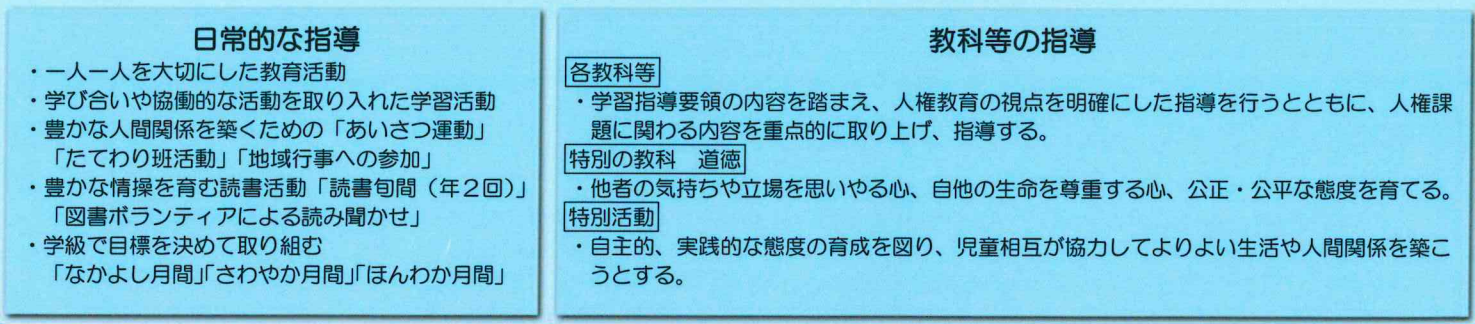 日常的な指導
・一人一人を大切にした教育活動
・学び合いや協働的な活動を取り入れた学習活動
・豊かな人間関係を築くための「あいさつ運動」
「たてわり班活動」「地域行事への参加」
・豊かな情操を育む読書活動「読書旬間（年２回）」
「図書ボランティアによる読み聞かせ」
・学級で目標を決めて取り組む
「なかよし月間」「さわやか月間」「ほんわか月間」
教科等の指導
各教科等
・学習指導要領の内容を踏まえ、人権教育の視点を明確にした指導を行うとともに、人権課
題に関わる内容を重点的に取り上げ、指導する。
特別の教科　道徳
・他者の気持ちや立場を思いやる心、自他の生命を尊重する心、公正・公平な態度を育てる。
特別活動
・自主的、実践的な態度の育成を図り、児童相互が協力してよりよい生活や人間関係を築こ
うとする。